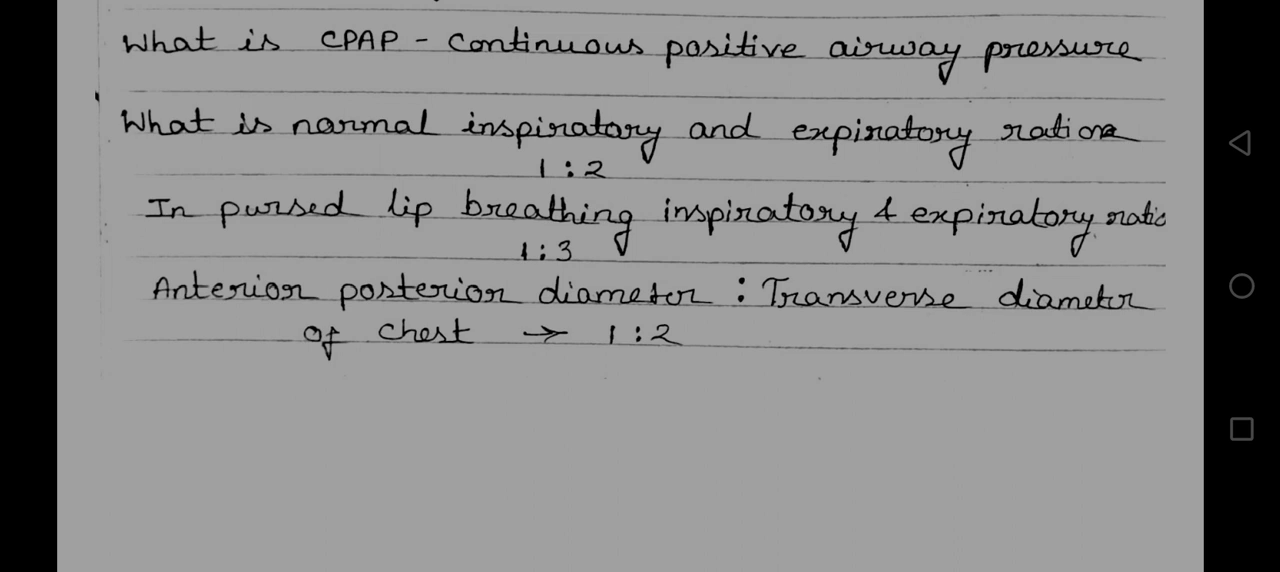 What is CPAP - Continuous positive airway pressure
What is normal inspiratory and expiratory ratio
1 : 2
In pursed lip breathing inspiratory & expiratory ratio
1 : 3
Anterior posterior diameter : Transverse diameter
of chest → 1 : 2